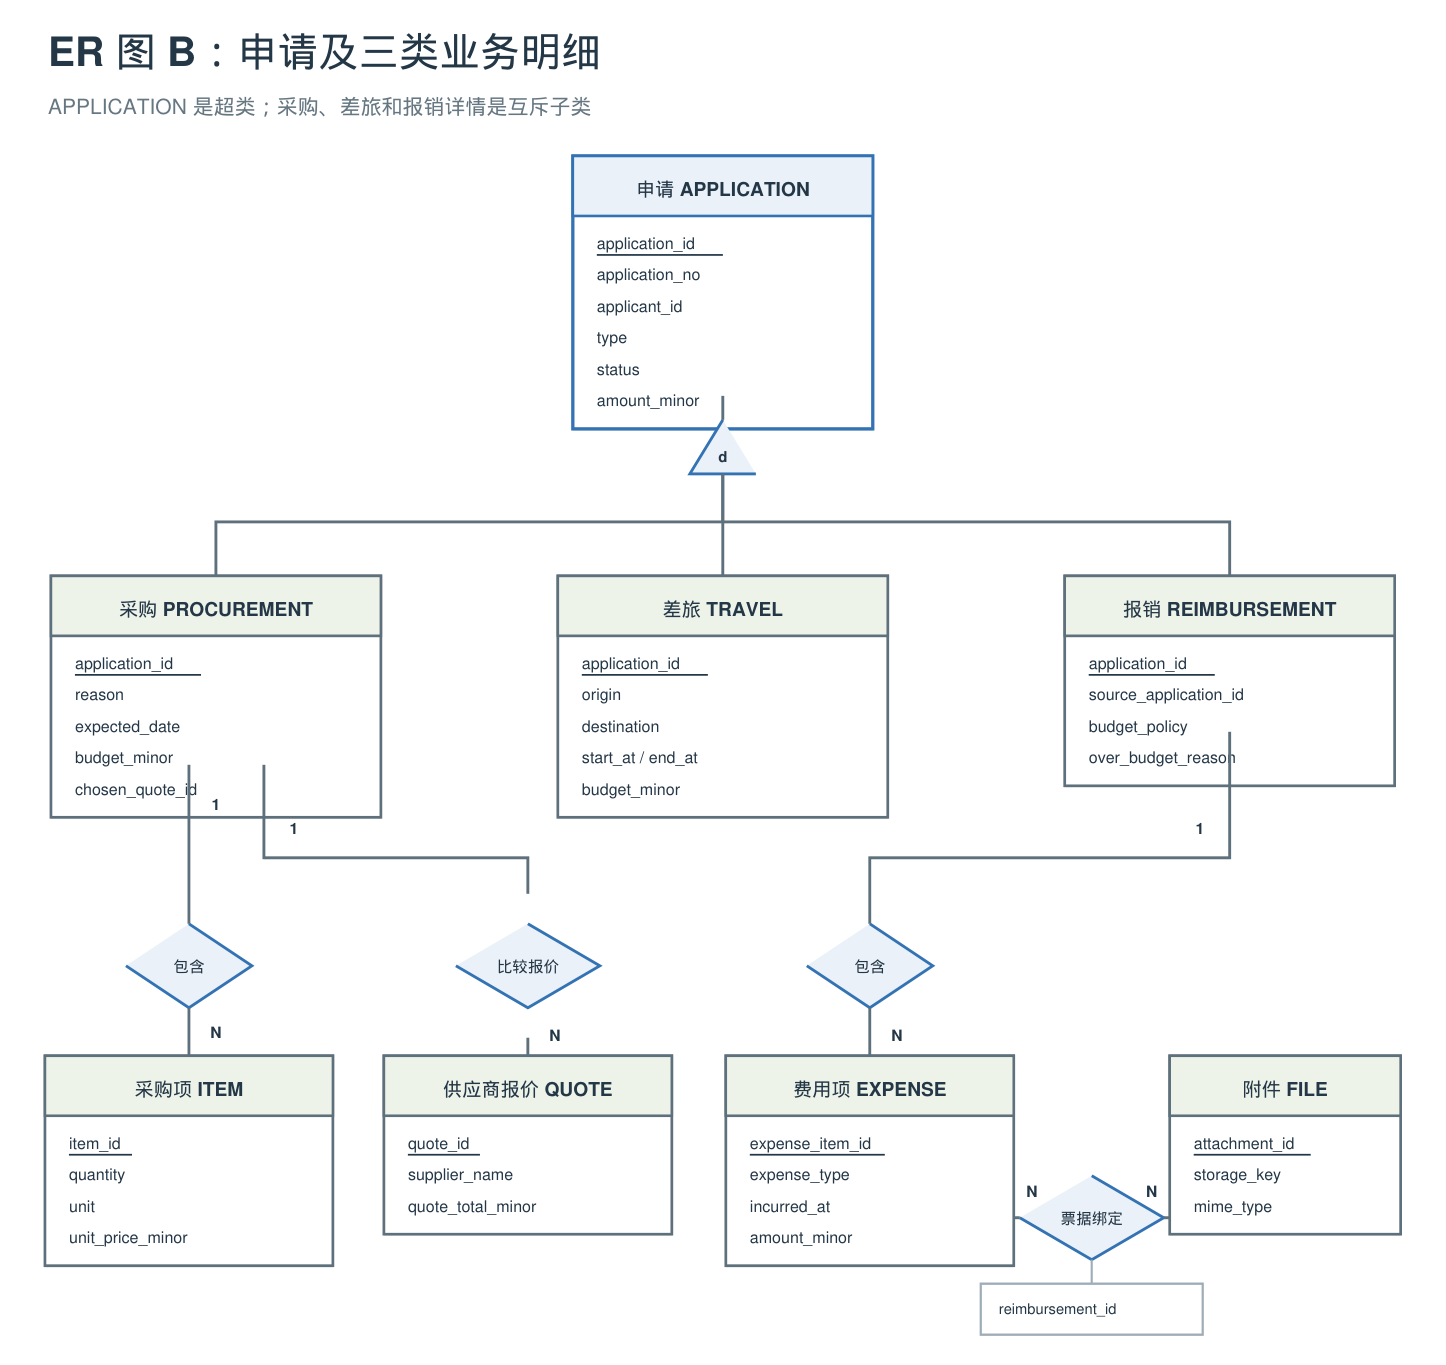 ER 图 B：申请及三类业务明细
APPLICATION 是超类；采购、差旅和报销详情是互斥子类
申请 APPLICATION
application_id
application_no
applicant_id
type
status
amount_minor
d
采购 PROCUREMENT
application_id
reason
expected_date
budget_minor
chosen_quote_id
差旅 TRAVEL
application_id
origin
destination
start_at / end_at
budget_minor
报销 REIMBURSEMENT
application_id
source_application_id
budget_policy
over_budget_reason
1
1
1
包含
比较报价
包含
N
N
N
采购项 ITEM
item_id
quantity
unit
unit_price_minor
供应商报价 QUOTE
quote_id
supplier_name
quote_total_minor
费用项 EXPENSE
expense_item_id
expense_type
incurred_at
amount_minor
N
票据绑定
N
附件 FILE
attachment_id
storage_key
mime_type
reimbursement_id